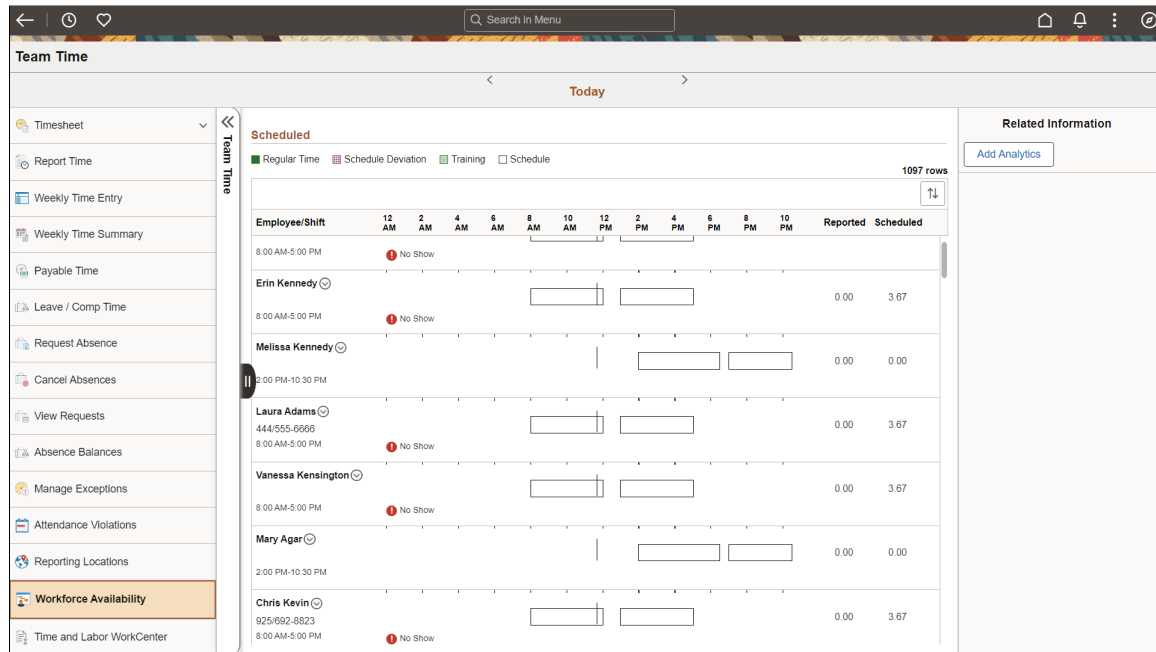 Search in Menu
Team Time
Today
Timesheet
Report Time
Weekly Time Entry
Weekly Time Summary
Payable Time
Leave / Comp Time
Request Absence
Cancel Absences
View Requests
Absence Balances
Manage Exceptions
Attendance Violations
Reporting Locations
Workforce Availability
Time and Labor WorkCenter
Team Time
Scheduled
Regular Time Schedule Deviation Training Schedule
1097 rows
Employee/Shift 12 AM 2 AM 4 AM 6 AM 8 AM 10 AM 12 PM 2 PM 4 PM 6 PM 8 PM 10 PM Reported Scheduled
8:00 AM-5:00 PM No Show
Erin Kennedy
0.00 3.67
8:00 AM-5:00 PM No Show
Melissa Kennedy
0.00 0.00
2:00 PM-10:30 PM
Laura Adams
444/555-6666 0.00 3.67
8:00 AM-5:00 PM No Show
Vanessa Kensington
0.00 3.67
8:00 AM-5:00 PM No Show
Mary Agar
0.00 0.00
2:00 PM-10:30 PM
Chris Kevin
925/692-8823 0.00 3.67
8:00 AM-5:00 PM No Show
Related Information
Add Analytics